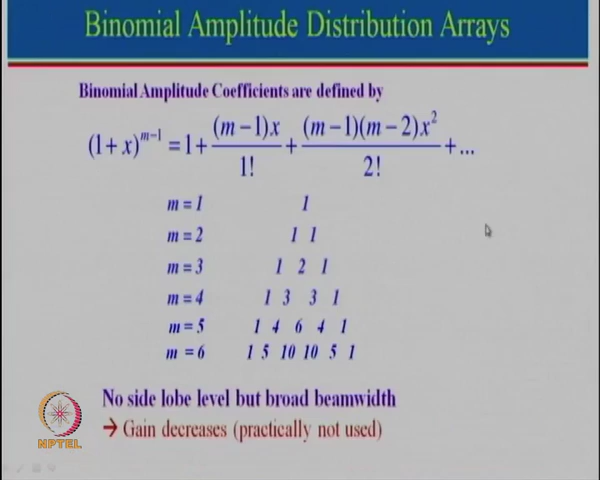 Binomial Amplitude Distribution Arrays
Binomial Amplitude Coefficients are defined by
(1+x)^{m-1} = 1 + \frac{(m-1)x}{1!} + \frac{(m-1)(m-2)x^2}{2!} + ...
m = 1 1
m = 2 1 1
m = 3 1 2 1
m = 4 1 3 3 1
m = 5 1 4 6 4 1
m = 6 1 5 10 10 5 1
No side lobe level but broad beamwidth
→ Gain decreases (practically not used)
NPTEL